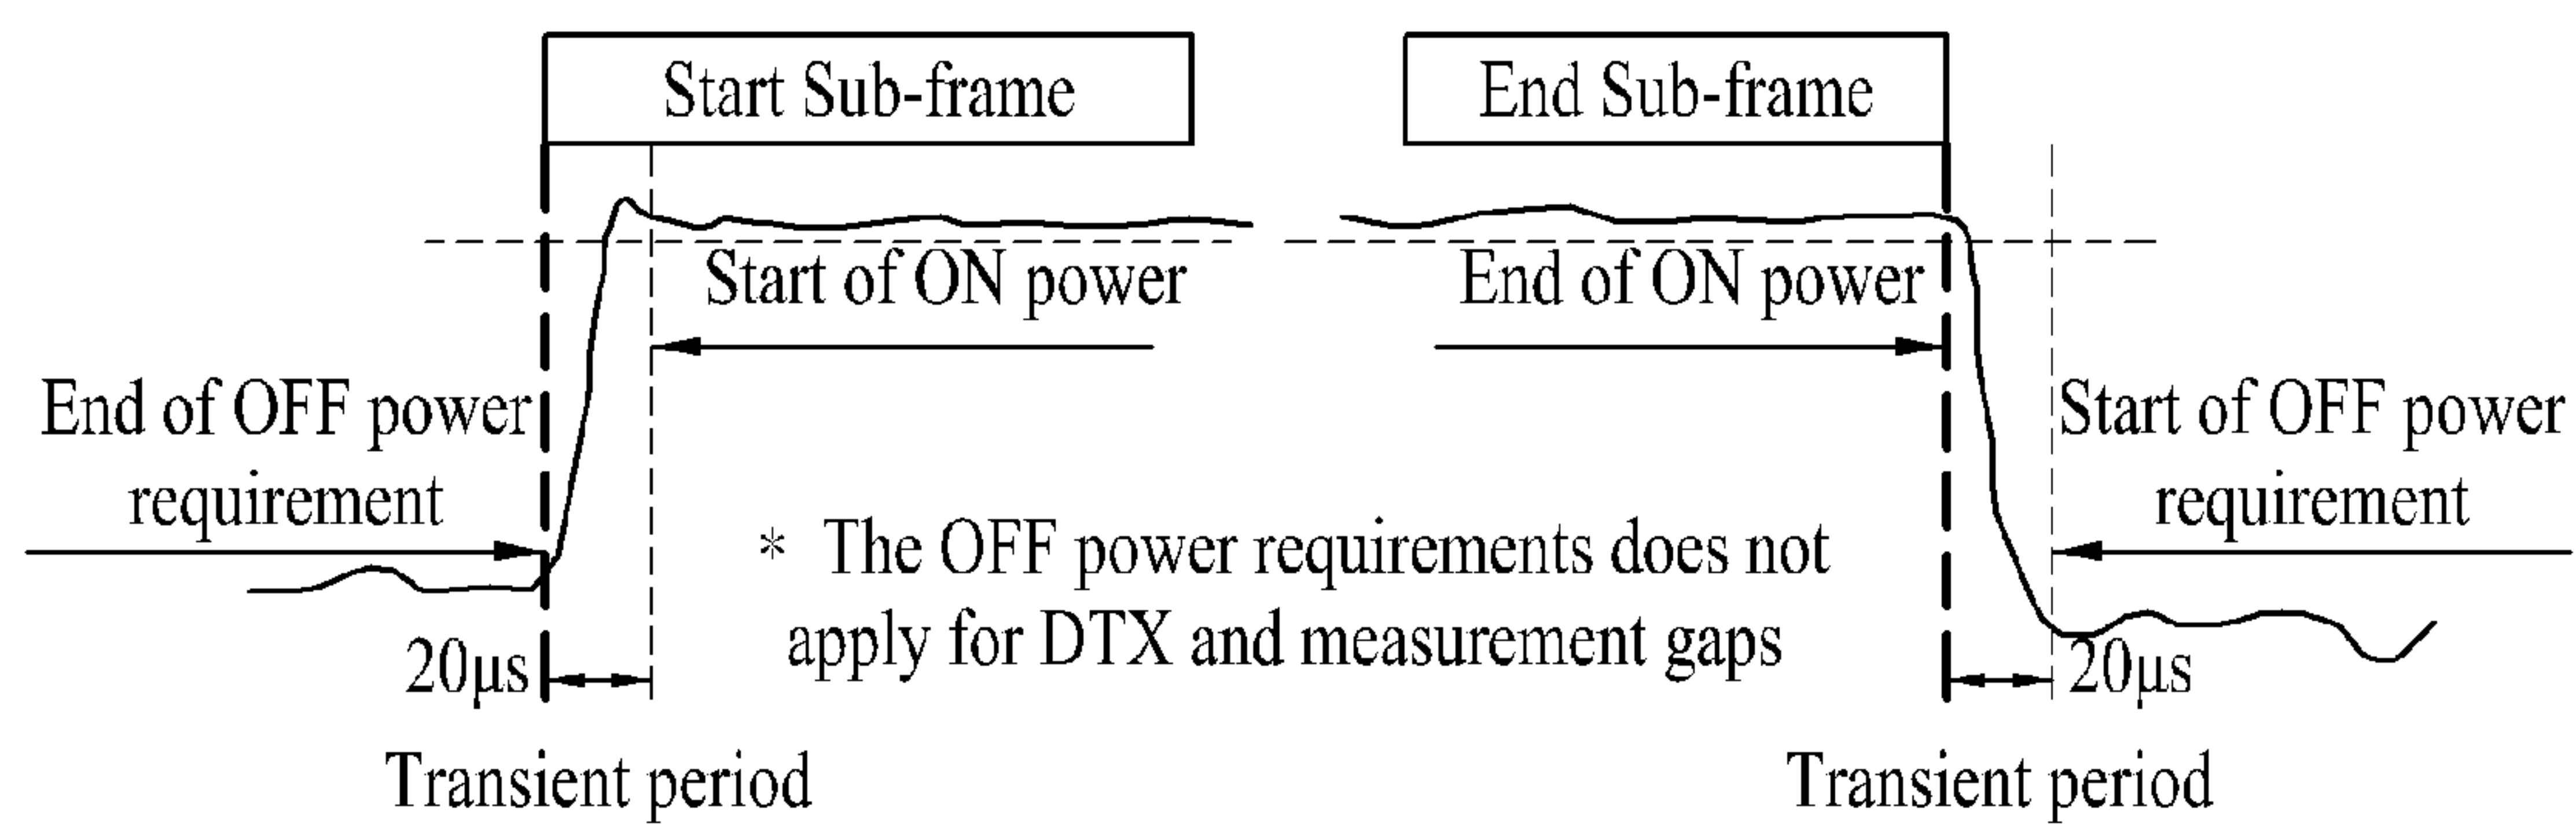 Start Sub-frame
End Sub-frame
Start of ON power
End of ON power
End of OFF power
requirement
Start of OFF power
requirement
* The OFF power requirements does not
apply for DTX and measurement gaps
20μs
20μs
Transient period
Transient period